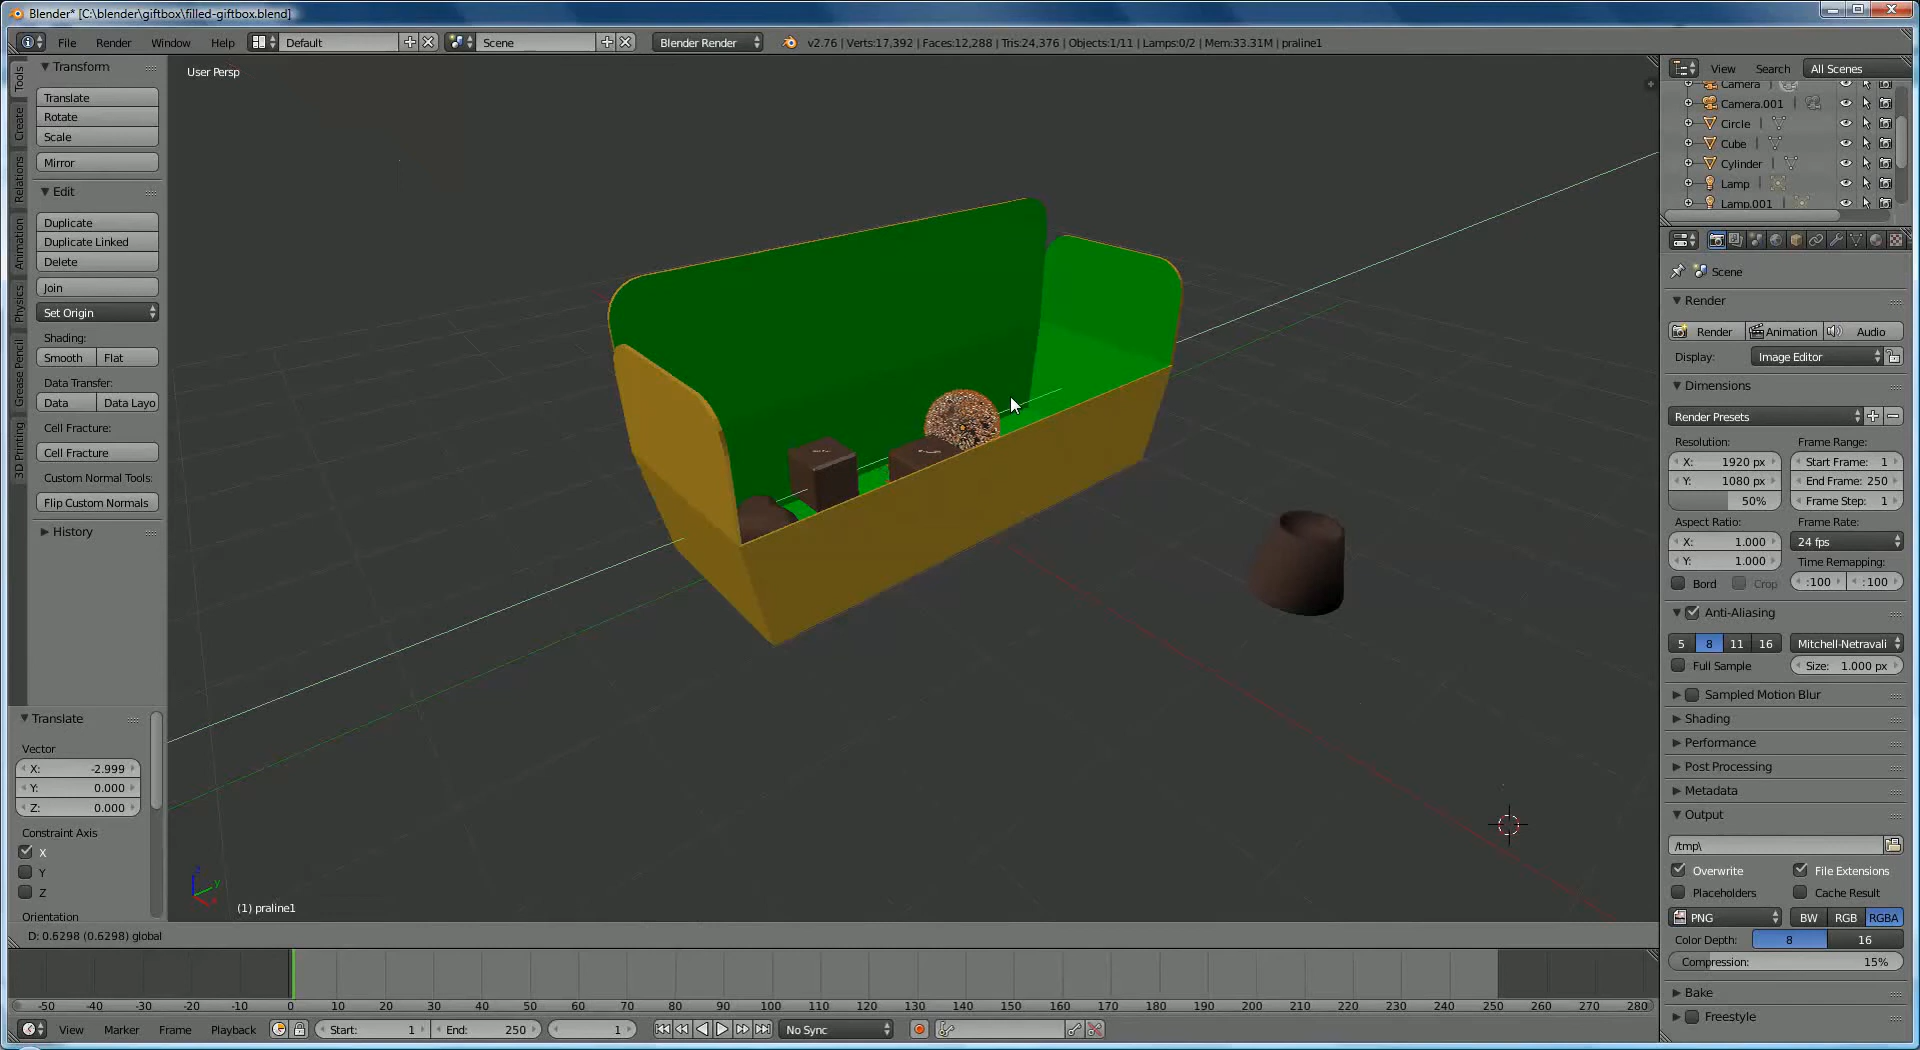 Blender* [C:\blender\giftbox\filled-giftbox.blend]
File Render Window Help Default Scene Blender Render v2.76 | Verts:17,392 | Faces:12,288 | Tris:24,376 | Objects:1/11 | Lamps:0/2 | Mem:33.31M | praline1
Tools
Create
Relations
Animation
Physics
Grease Pencil
3D Printing
Transform
Translate
Rotate
Scale
Mirror
Edit
Duplicate
Duplicate Linked
Delete
Join
Set Origin
Shading:
Smooth Flat
Data Transfer:
Data Data Layo
Cell Fracture:
Cell Fracture
Custom Normal Tools:
Flip Custom Normals
History
Translate
Vector
X: -2.999
Y: 0.000
Z: 0.000
Constraint Axis
X
Y
Z
Orientation
User Persp
(1) praline1
D: 0.6298 (0.6298) global
View Search All Scenes
Camera
Camera.001
Circle
Cube
Cylinder
Lamp
Lamp.001
Scene
Render
Render Animation Audio
Display: Image Editor
Dimensions
Render Presets
Resolution: Frame Range:
X: 1920 px Start Frame: 1
Y: 1080 px End Frame: 250
50% Frame Step: 1
Aspect Ratio: Frame Rate:
X: 1.000 24 fps
Y: 1.000 Time Remapping:
Bord Crop :100 :100
Anti-Aliasing
5 8 11 16 Mitchell-Netravali
Full Sample Size: 1.000 px
Sampled Motion Blur
Shading
Performance
Post Processing
Metadata
Output
/tmp\
Overwrite File Extensions
Placeholders Cache Result
PNG BW RGB RGBA
Color Depth: 8 16
Compression: 15%
Bake
Freestyle
-50 -40 -30 -20 -10 0 10 20 30 40 50 60 70 80 90 100 110 120 130 140 150 160 170 180 190 200 210 220 230 240 250 260 270 280
View Marker Frame Playback Start: 1 End: 250 1 No Sync